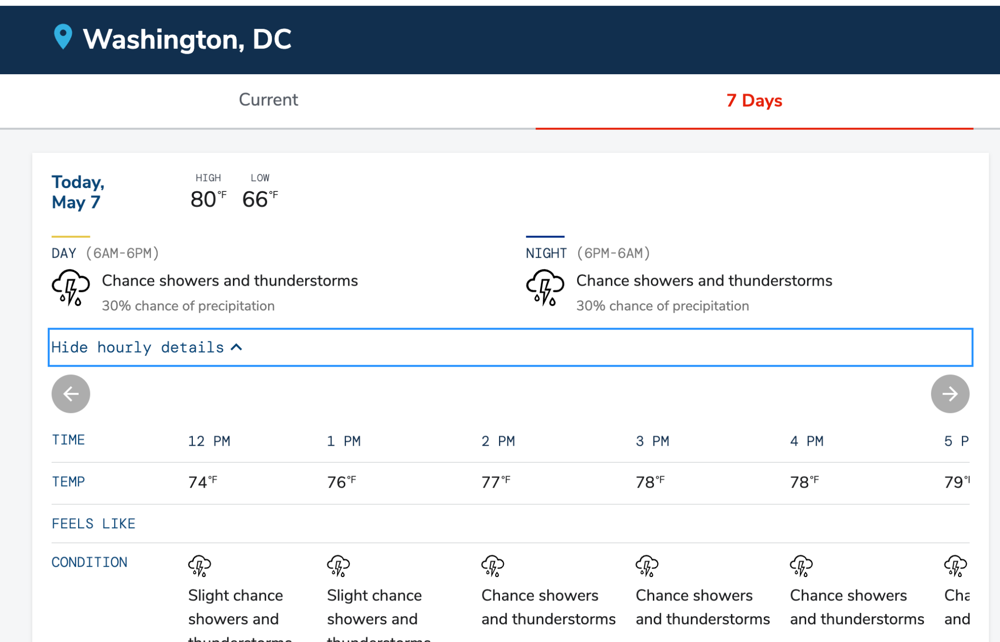 Washington, DC
Current 7 Days
Today,
May 7
HIGH LOW
80°F 66°F
DAY (6AM-6PM)
Chance showers and thunderstorms
30% chance of precipitation
NIGHT (6PM-6AM)
Chance showers and thunderstorms
30% chance of precipitation
Hide hourly details
TIME 12 PM 1 PM 2 PM 3 PM 4 PM 5 P
TEMP 74°F 76°F 77°F 78°F 78°F 79°
FEELS LIKE
CONDITION
Slight chance Slight chance Chance showers Chance showers Chance showers Cha
showers and showers and and thunderstorms and thunderstorms and thunderstorms and
thunderstorms thunderstorms